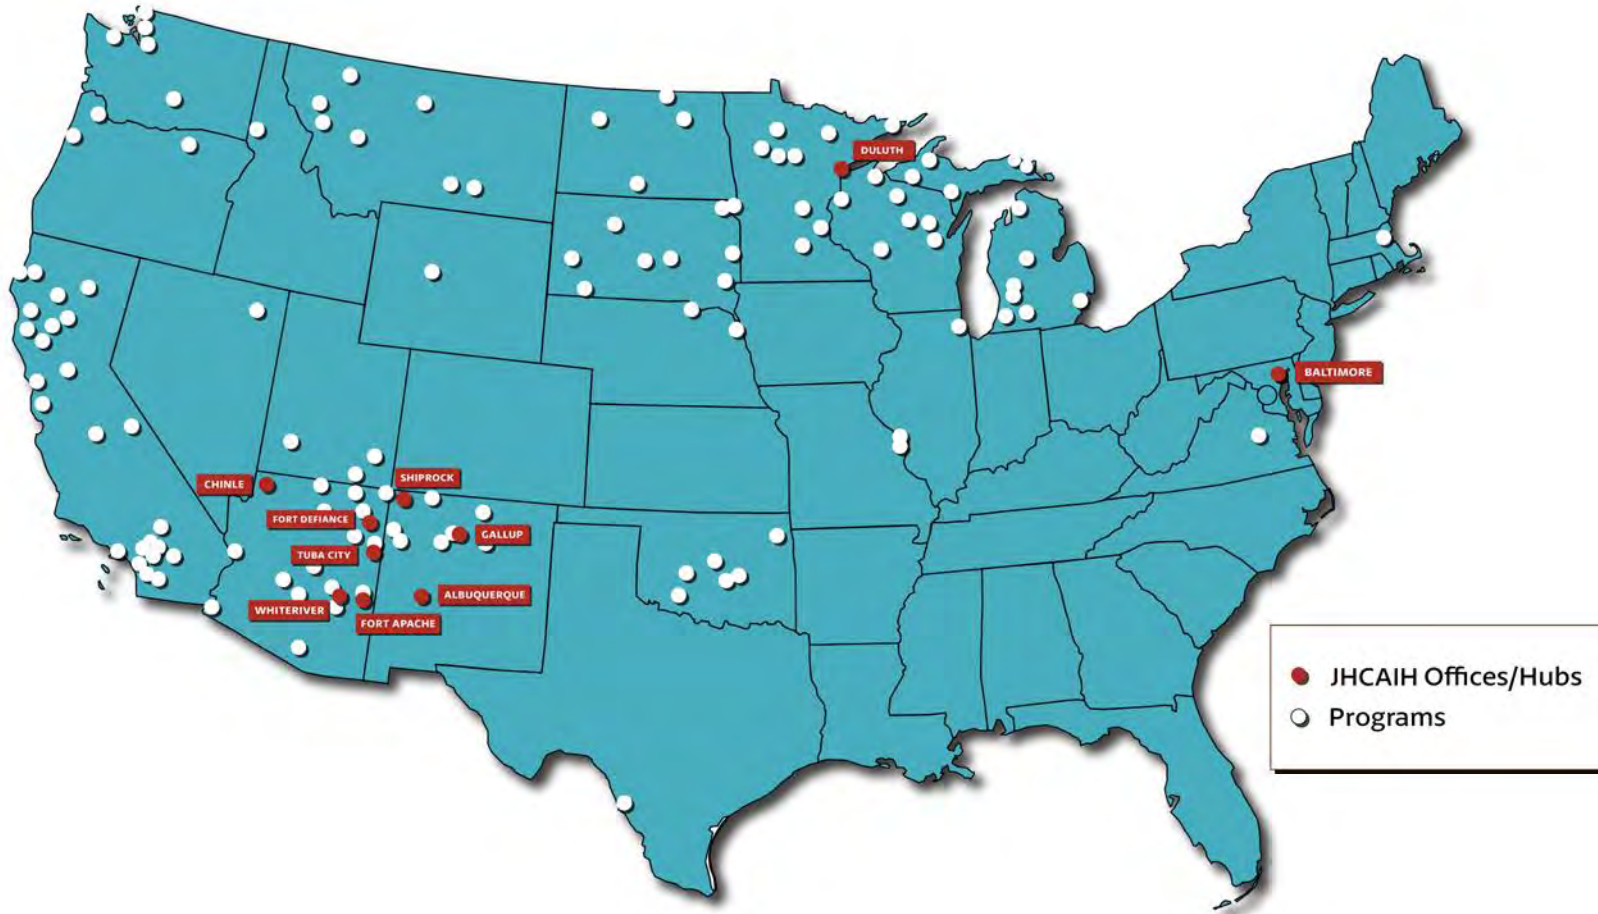 DULUTH
BALTIMORE
CHINLE
SHIPROCK
FORT DEFIANCE
GALLUP
TUBA CITY
ALBUQUERQUE
WHITERIVER
FORT APACHE
JHCAIH Offices/Hubs
Programs